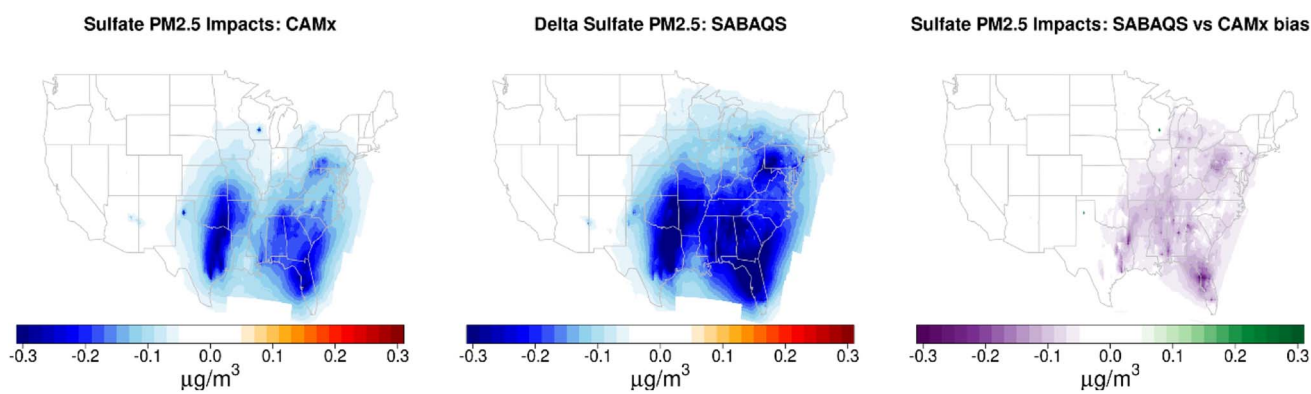 Sulfate PM2.5 Impacts: CAMx
Delta Sulfate PM2.5: SABAQS
Sulfate PM2.5 Impacts: SABAQS vs CAMx bias
-0.3 -0.2 -0.1 0.0 0.1 0.2 0.3
μg/m³
-0.3 -0.2 -0.1 0.0 0.1 0.2 0.3
μg/m³
-0.3 -0.2 -0.1 0.0 0.1 0.2 0.3
μg/m³